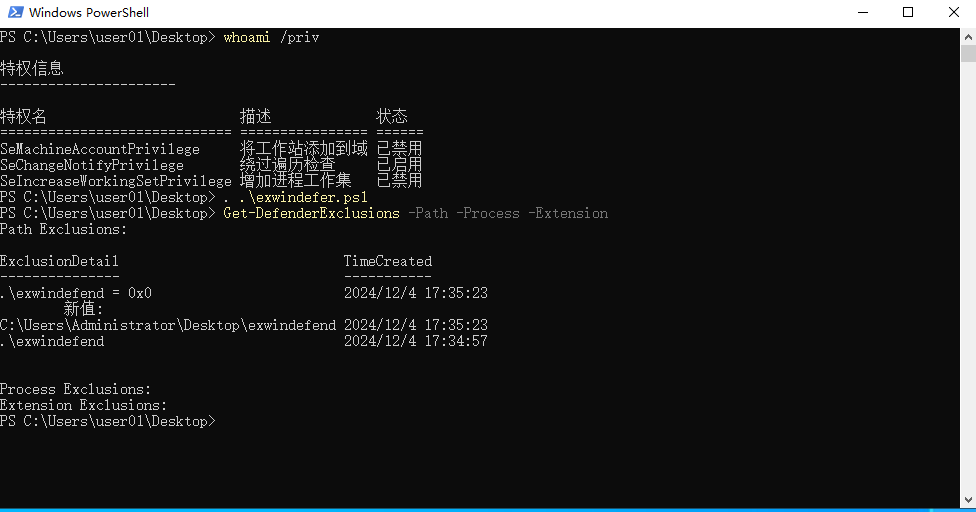 Windows PowerShell
PS C:\Users\user01\Desktop> whoami /priv
特权信息
----------------------
特权名 描述 状态
============================= ================ ======
SeMachineAccountPrivilege 将工作站添加到域 已禁用
SeChangeNotifyPrivilege 绕过遍历检查 已启用
SeIncreaseWorkingSetPrivilege 增加进程工作集 已禁用
PS C:\Users\user01\Desktop> . .\exwindefer.ps1
PS C:\Users\user01\Desktop> Get-DefenderExclusions -Path -Process -Extension
Path Exclusions:
ExclusionDetail TimeCreated
--------------- -----------
.\exwindefend = 0x0 2024/12/4 17:35:23
新值:
C:\Users\Administrator\Desktop\exwindefend 2024/12/4 17:35:23
.\exwindefend 2024/12/4 17:34:57
Process Exclusions:
Extension Exclusions:
PS C:\Users\user01\Desktop>